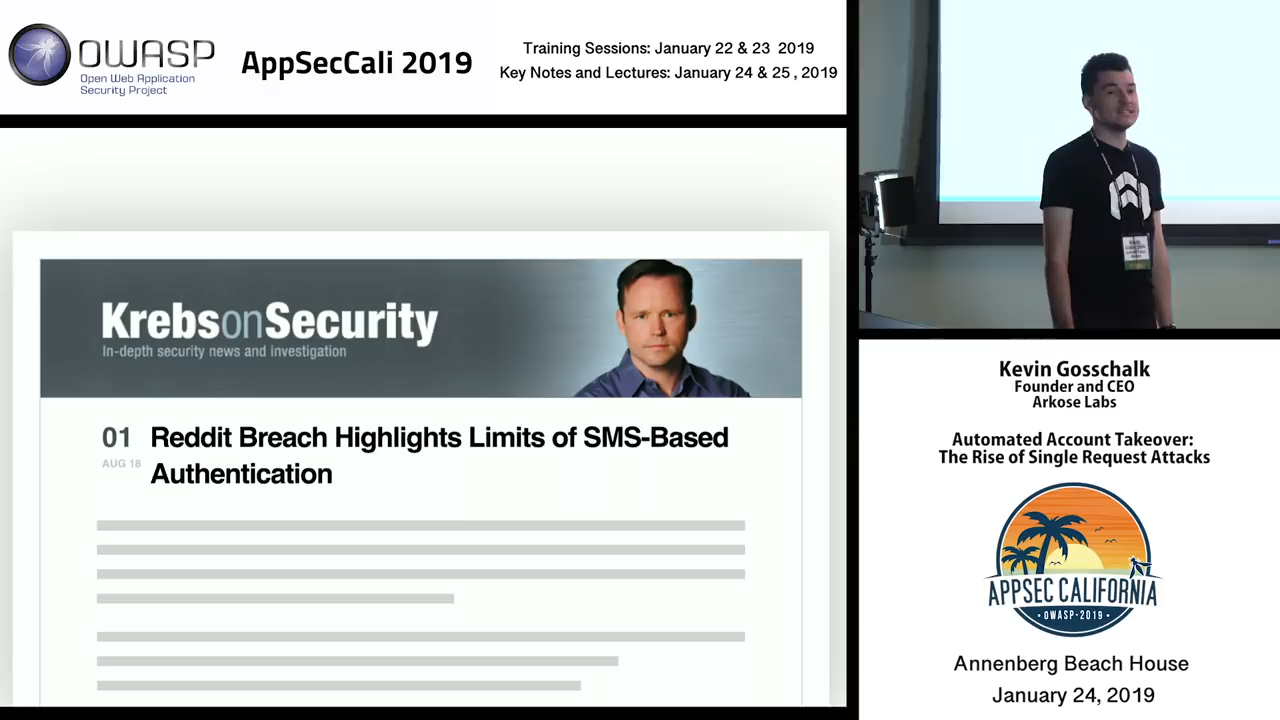 OWASP
Open Web Application
Security Project
AppSecCali 2019
Training Sessions: January 22 & 23 2019
Key Notes and Lectures: January 24 & 25 , 2019
KrebsonSecurity
In-depth security news and investigation
01
AUG 18
Reddit Breach Highlights Limits of SMS-Based
Authentication
Kevin Gosschalk
Founder and CEO
Arkose Labs
Automated Account Takeover:
The Rise of Single Request Attacks
APPSEC CALIFORNIA
• OWASP-2019 •
Annenberg Beach House
January 24, 2019